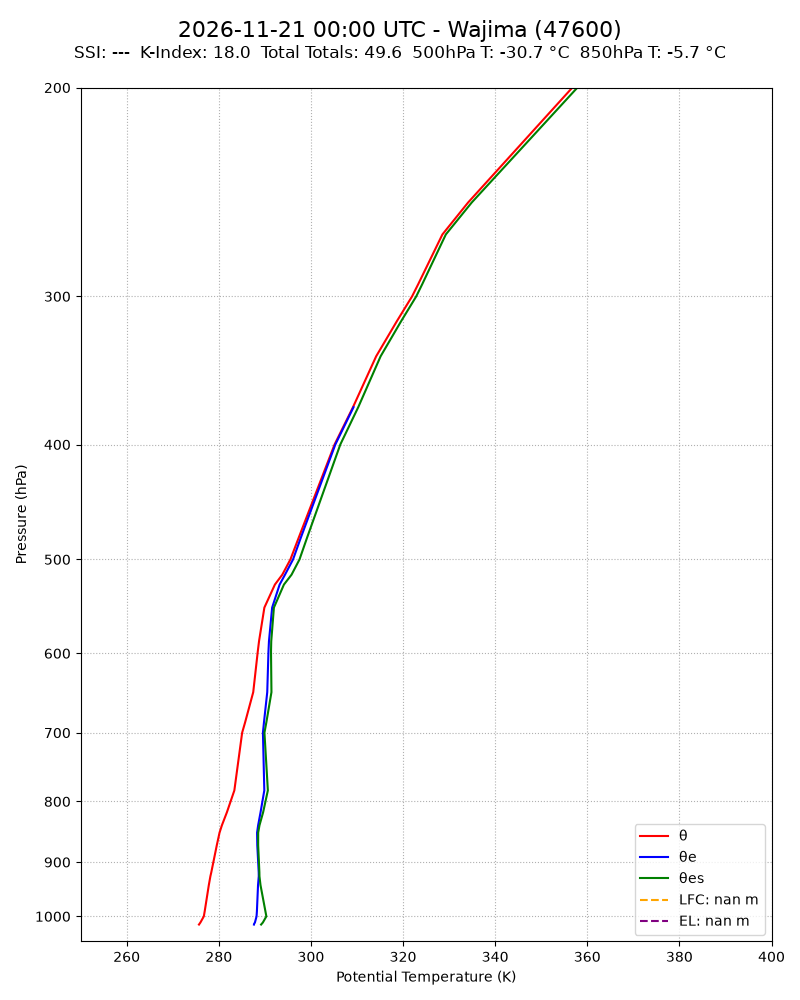 2026-11-21 00:00 UTC - Wajima (47600)
SSI: ---  K-Index: 18.0  Total Totals: 49.6  500hPa T: -30.7 °C  850hPa T: -5.7 °C
200
300
400
500
600
700
800
900
1000
Pressure (hPa)
260 280 300 320 340 360 380 400
Potential Temperature (K)
θ
θe
θes
LFC: nan m
EL: nan m